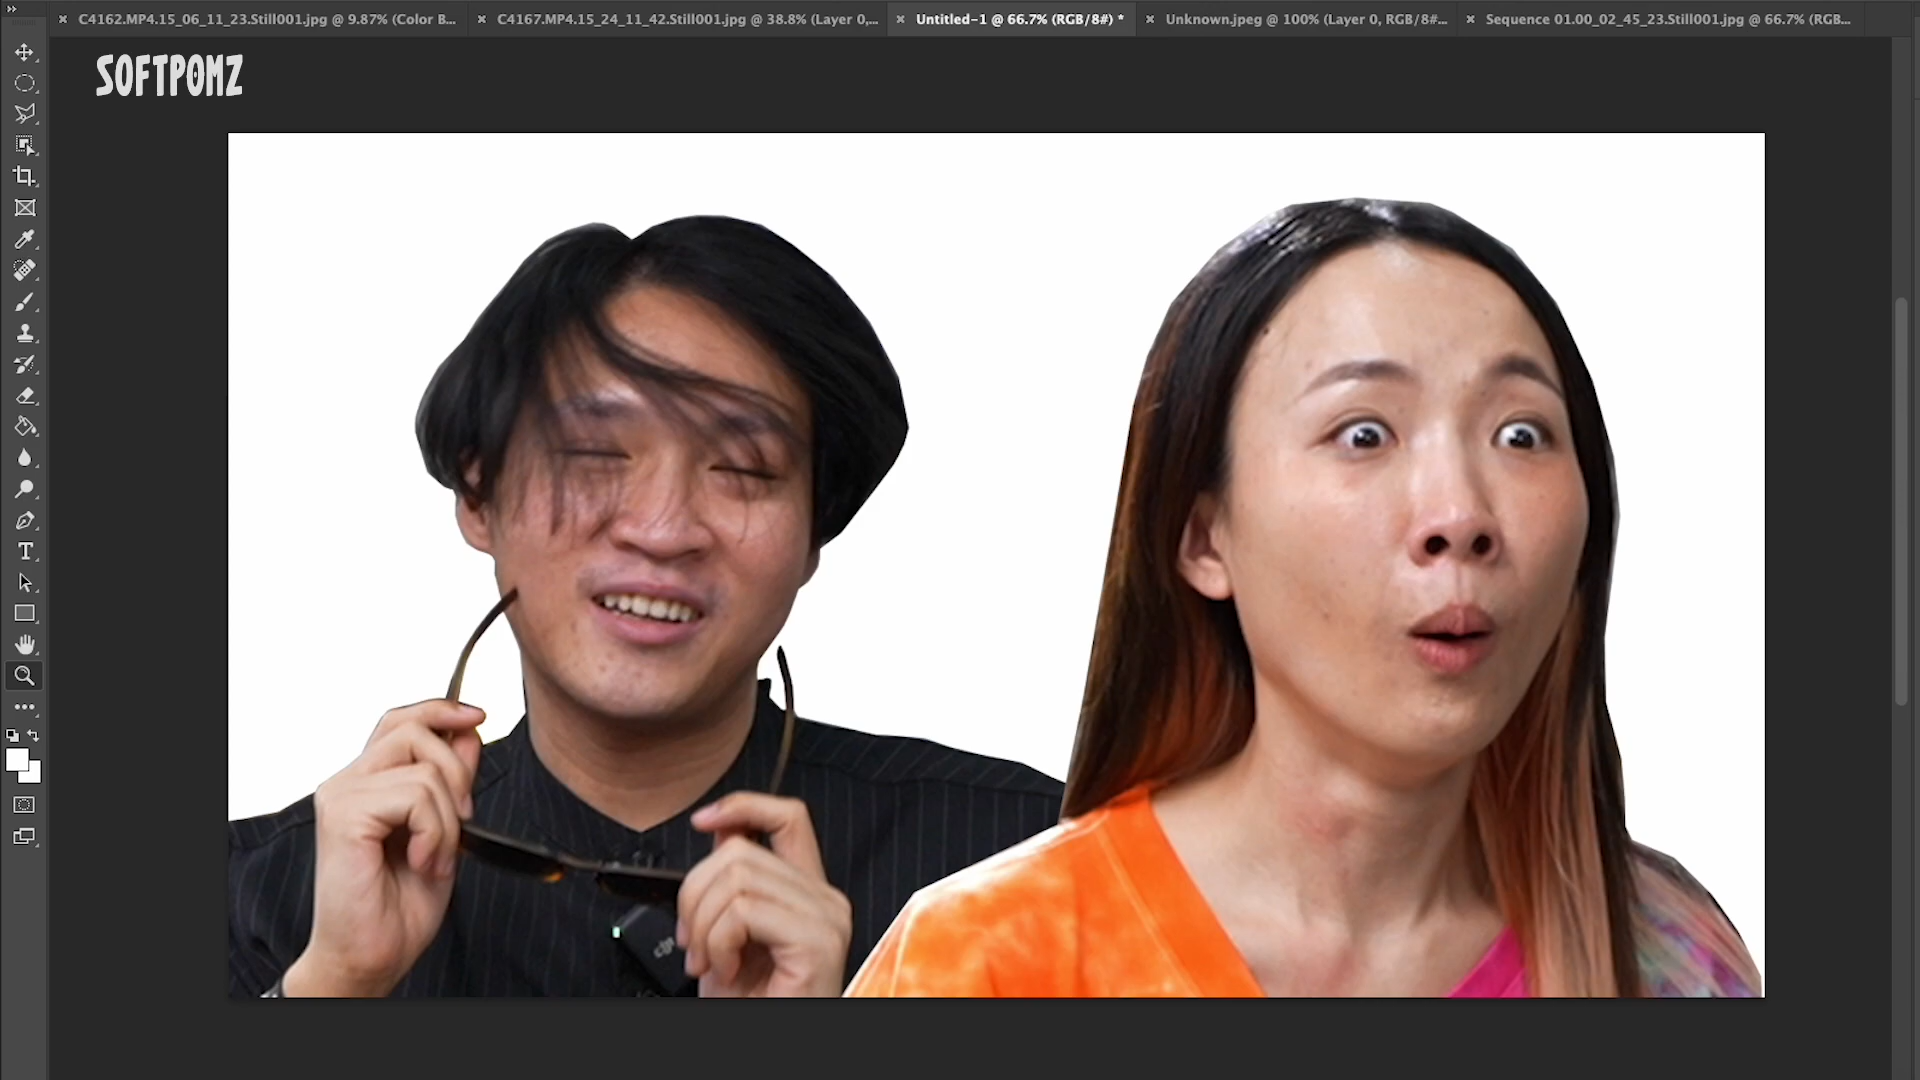 C4162.MP4.15_06_11_23.Still001.jpg @ 9.87% (Color B...
C4167.MP4.15_24_11_42.Still001.jpg @ 38.8% (Layer 0,...
Untitled-1 @ 66.7% (RGB/8#) *
Unknown.jpeg @ 100% (Layer 0, RGB/8#...
Sequence 01.00_02_45_23.Still001.jpg @ 66.7% (RGB...
SOFTPOMZ
dji